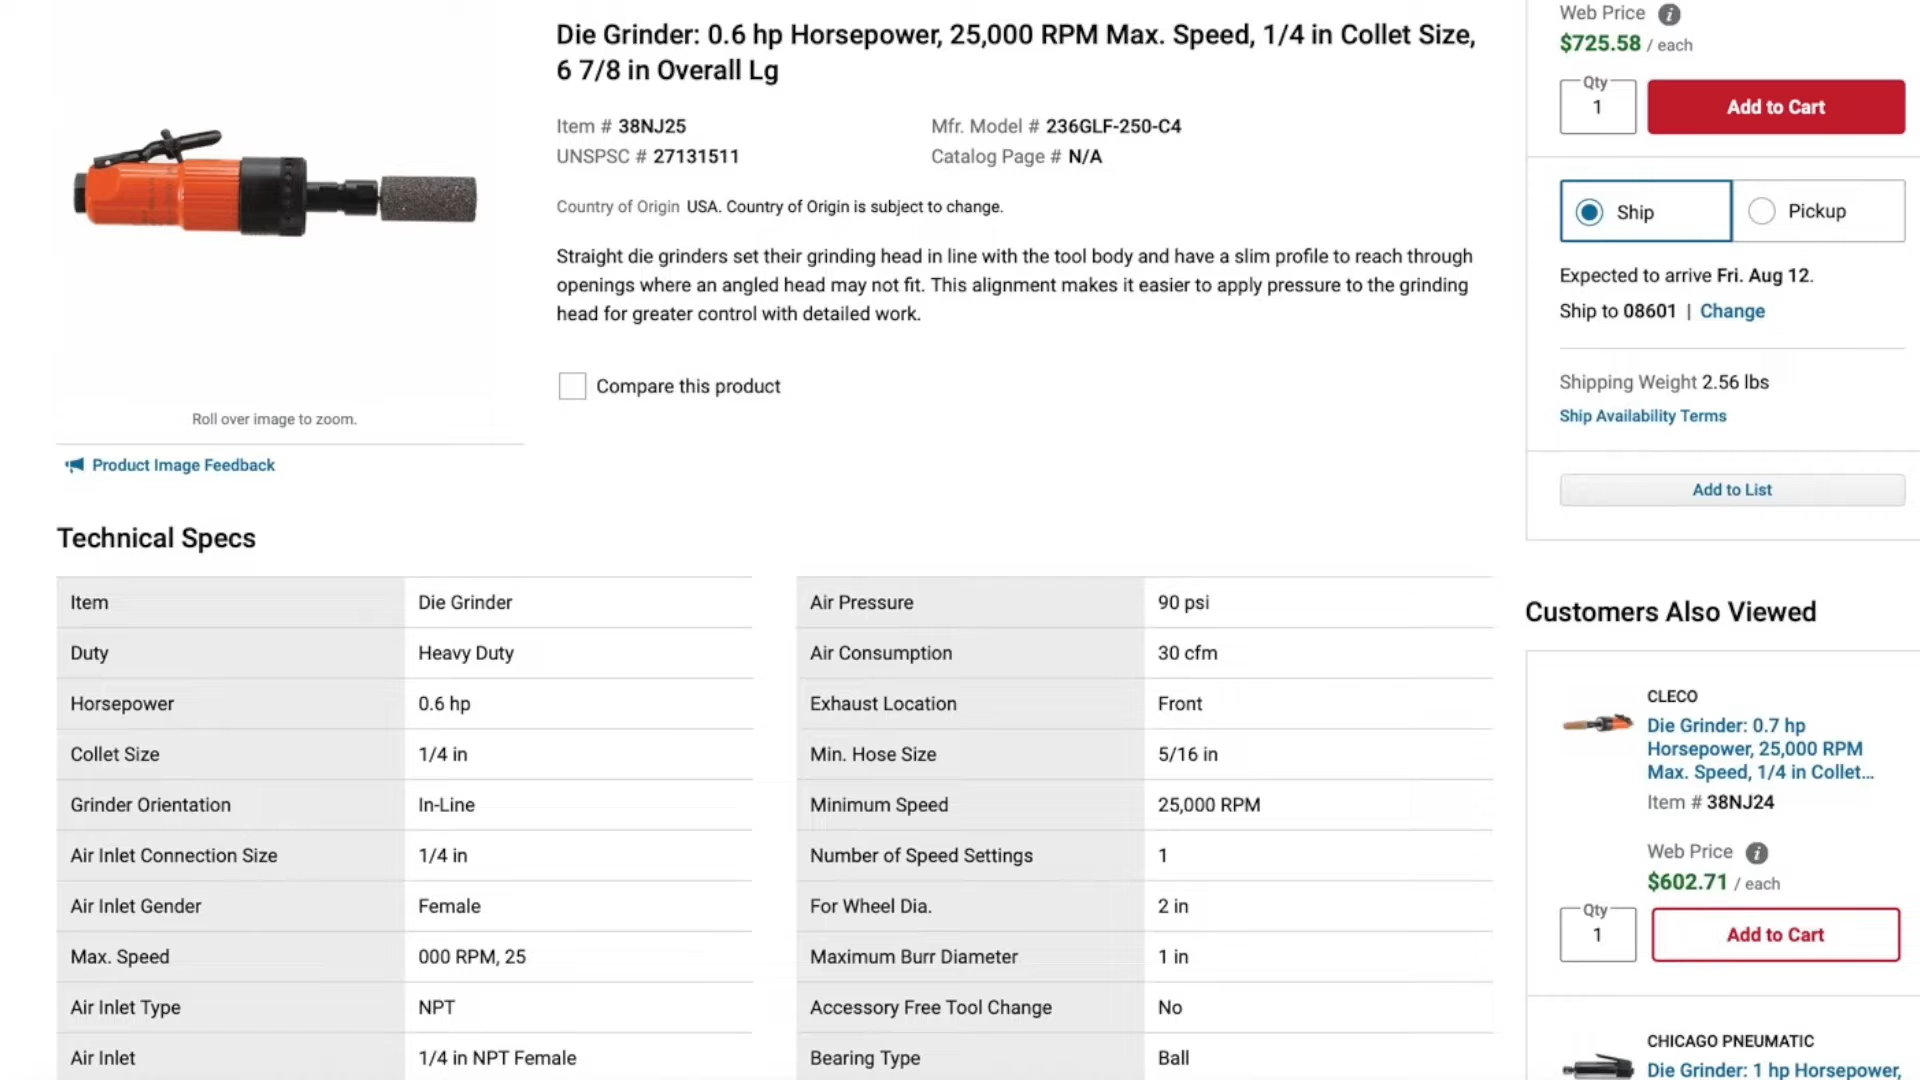 Die Grinder: 0.6 hp Horsepower, 25,000 RPM Max. Speed, 1/4 in Collet Size,
6 7/8 in Overall Lg
Item # 38NJ25
Mfr. Model # 236GLF-250-C4
UNSPSC # 27131511
Catalog Page # N/A
Country of Origin USA. Country of Origin is subject to change.
Straight die grinders set their grinding head in line with the tool body and have a slim profile to reach through
openings where an angled head may not fit. This alignment makes it easier to apply pressure to the grinding
head for greater control with detailed work.
Compare this product
Roll over image to zoom.
Product Image Feedback
Web Price i
$725.58 / each
Qty
1
Add to Cart
Ship
Pickup
Expected to arrive Fri. Aug 12.
Ship to 08601 | Change
Shipping Weight 2.56 lbs
Ship Availability Terms
Add to List
Technical Specs
Item Die Grinder
Duty Heavy Duty
Horsepower 0.6 hp
Collet Size 1/4 in
Grinder Orientation In-Line
Air Inlet Connection Size 1/4 in
Air Inlet Gender Female
Max. Speed 000 RPM, 25
Air Inlet Type NPT
Air Inlet 1/4 in NPT Female
Air Pressure 90 psi
Air Consumption 30 cfm
Exhaust Location Front
Min. Hose Size 5/16 in
Minimum Speed 25,000 RPM
Number of Speed Settings 1
For Wheel Dia. 2 in
Maximum Burr Diameter 1 in
Accessory Free Tool Change No
Bearing Type Ball
Customers Also Viewed
CLECO
Die Grinder: 0.7 hp
Horsepower, 25,000 RPM
Max. Speed, 1/4 in Collet...
Item # 38NJ24
Web Price i
$602.71 / each
Qty
1
Add to Cart
CHICAGO PNEUMATIC
Die Grinder: 1 hp Horsepower,